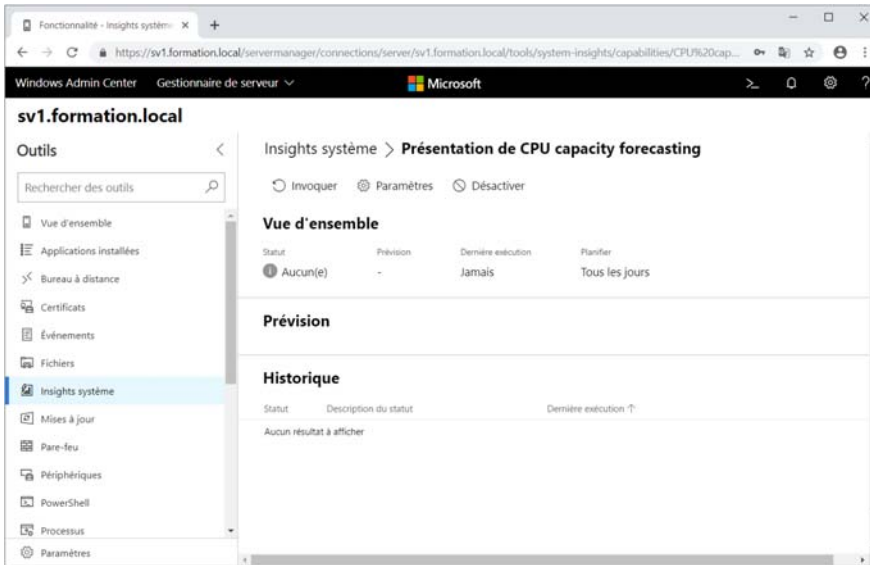 Fonctionnalité - Insights système
https://sv1.formation.local/servermanager/connections/server/sv1.formation.local/tools/system-insights/capabilities/CPU%20cap...
Windows Admin Center Gestionnaire de serveur Microsoft
sv1.formation.local
Outils
Rechercher des outils
Vue d'ensemble
Applications installées
Bureau à distance
Certificats
Événements
Fichiers
Insights système
Mises à jour
Pare-feu
Périphériques
PowerShell
Processus
Paramètres
Insights système > Présentation de CPU capacity forecasting
Invoquer Paramètres Désactiver
Vue d'ensemble
Statut Prévision Dernière exécution Planifier
Aucun(e) - Jamais Tous les jours
Prévision
Historique
Statut Description du statut Dernière exécution ↑
Aucun résultat à afficher